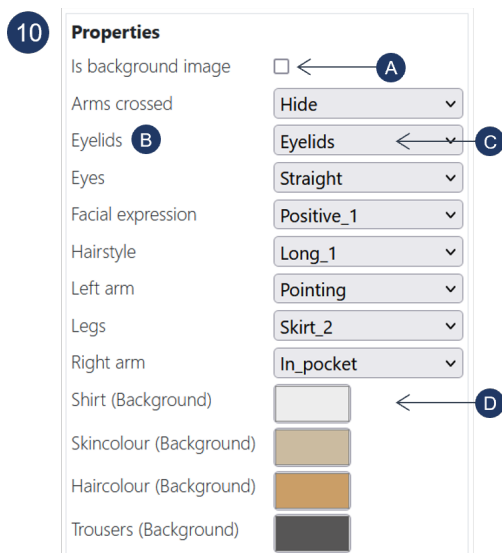 10
Properties
Is background image A
Arms crossed Hide
Eyelids B Eyelids C
Eyes Straight
Facial expression Positive_1
Hairstyle Long_1
Left arm Pointing
Legs Skirt_2
Right arm In_pocket
Shirt (Background) D
Skincolour (Background)
Haircolour (Background)
Trousers (Background)